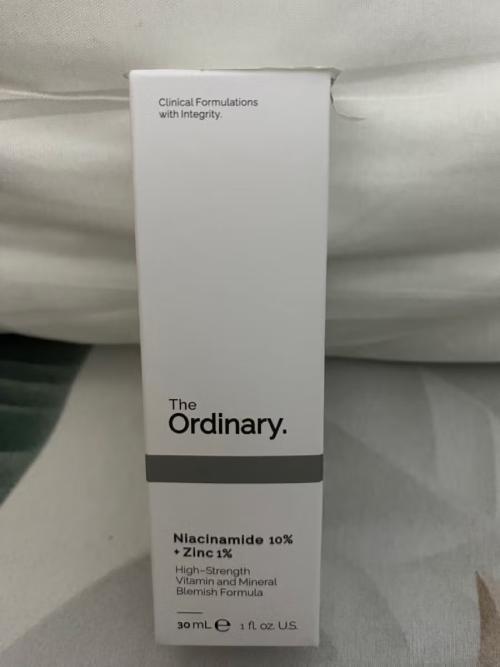 Clinical Formulations
with Integrity.
The
Ordinary.
Niacinamide 10%
+ Zinc 1%
High-Strength
Vitamin and Mineral
Blemish Formula
30 mL ℮ 1 fl. oz. U.S.